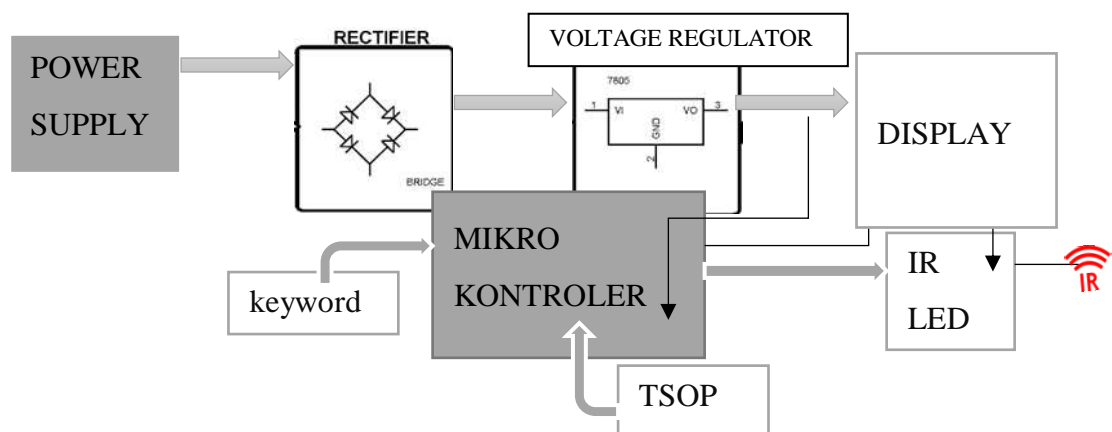 POWER
SUPPLY
RECTIFIER
BRIDGE
VOLTAGE REGULATOR
7805
1
VI
VO
3
GND
2
DISPLAY
MIKRO
KONTROLER
keyword
IR
LED
IR
TSOP